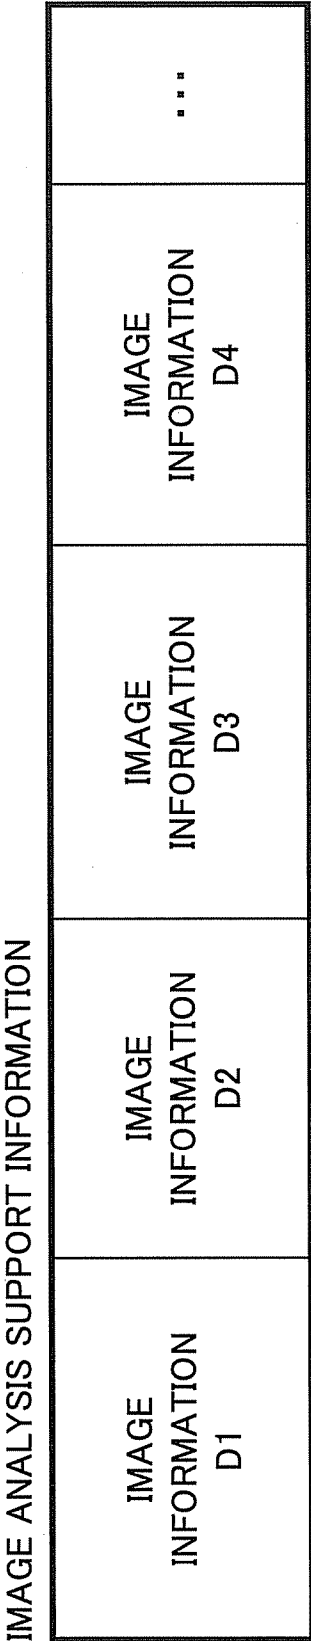 IMAGE ANALYSIS SUPPORT INFORMATION
IMAGE
INFORMATION
D1
IMAGE
INFORMATION
D2
IMAGE
INFORMATION
D3
IMAGE
INFORMATION
D4
...